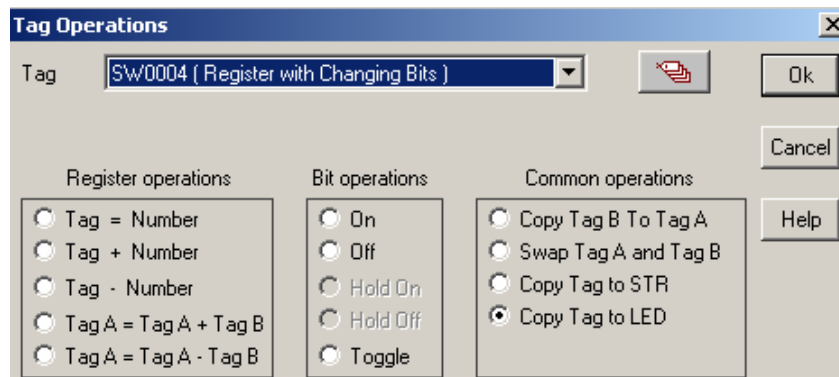 Tag Operations
Tag SW0004 ( Register with Changing Bits )
Ok
Cancel
Help
Register operations
Tag = Number
Tag + Number
Tag - Number
Tag A = Tag A + Tag B
Tag A = Tag A - Tag B
Bit operations
On
Off
Hold On
Hold Off
Toggle
Common operations
Copy Tag B To Tag A
Swap Tag A and Tag B
Copy Tag to STR
Copy Tag to LED